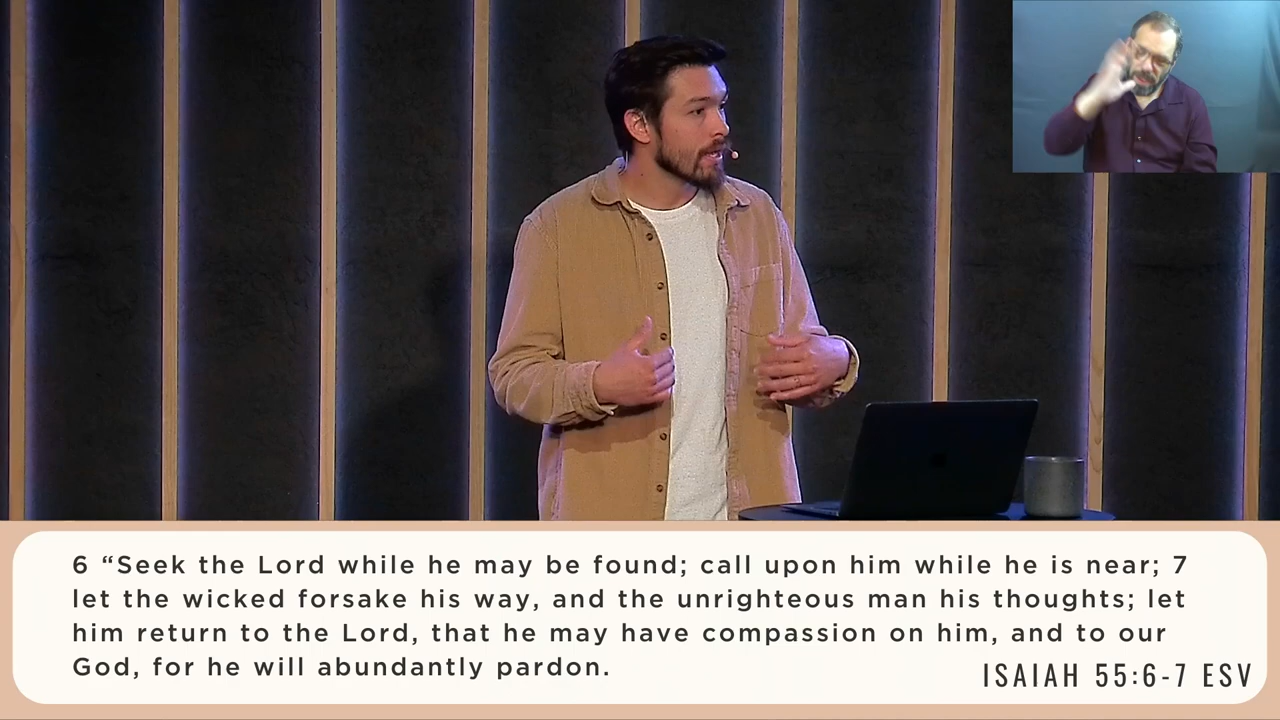 6 “Seek the Lord while he may be found; call upon him while he is near; 7
let the wicked forsake his way, and the unrighteous man his thoughts; let
him return to the Lord, that he may have compassion on him, and to our
God, for he will abundantly pardon.
ISAIAH 55:6-7 ESV